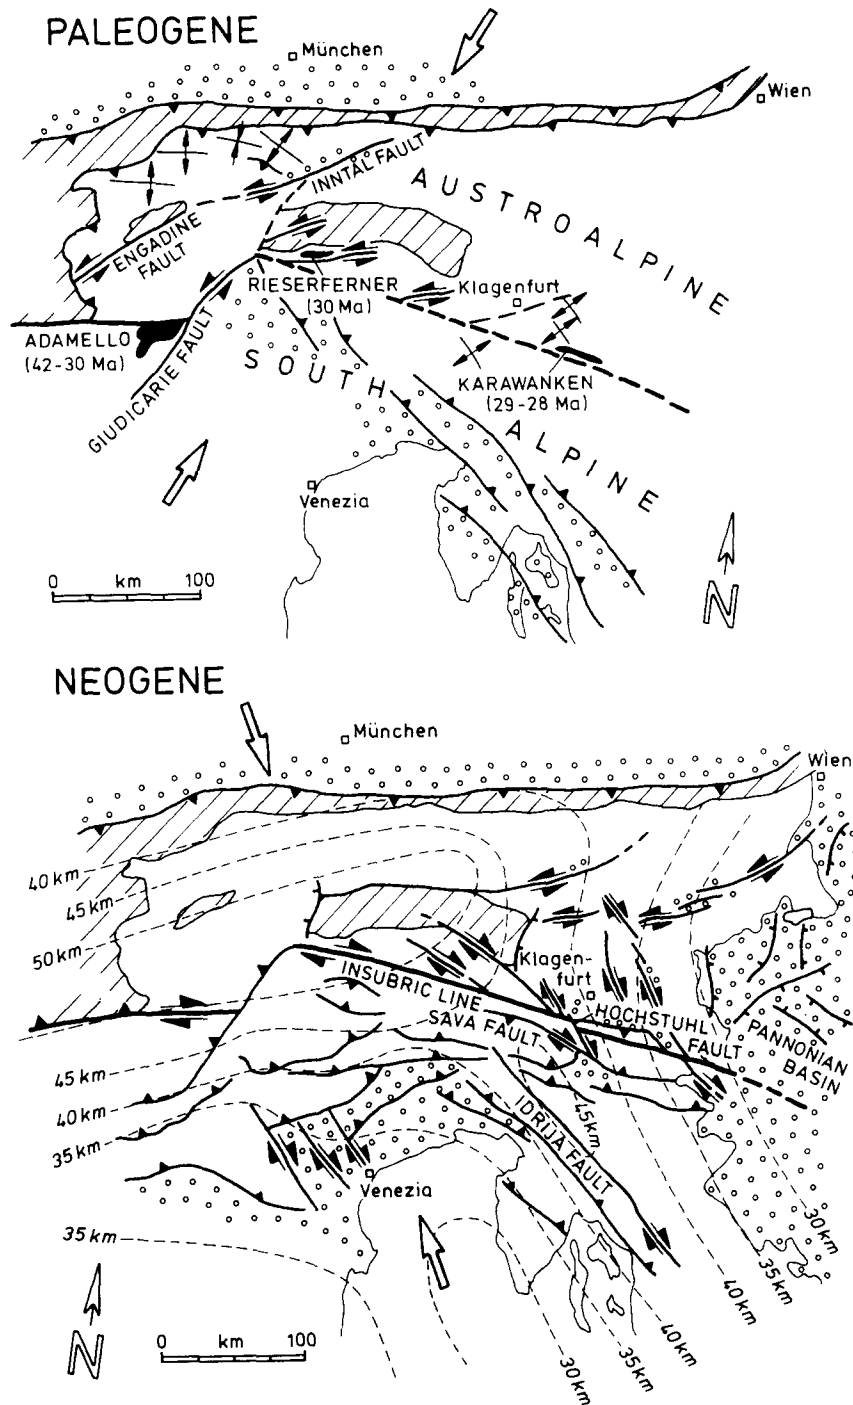 PALEOGENE
München
Wien
INNTAL FAULT
AUSTROALPINE
ENGADINE
FAULT
RIESERFERNER
(30 Ma)
Klagenfurt
ADAMELLO
(42-30 Ma)
GIUDICARIE FAULT
SOUTH ALPINE
KARAWANKEN
(29-28 Ma)
Venezia
0 km 100
N
NEOGENE
München
Wien
40 km
45 km
50 km
Klagen-
furt
INSUBRIC LINE
SAVA FAULT
HOCHSTUHL
FAULT
PANNONIAN
BASIN
45 km
40 km
35 km
45 km
IDRIJA FAULT
Venezia
35 km
30 km
35 km
40 km
40 km
35 km
30 km
N
0 km 100